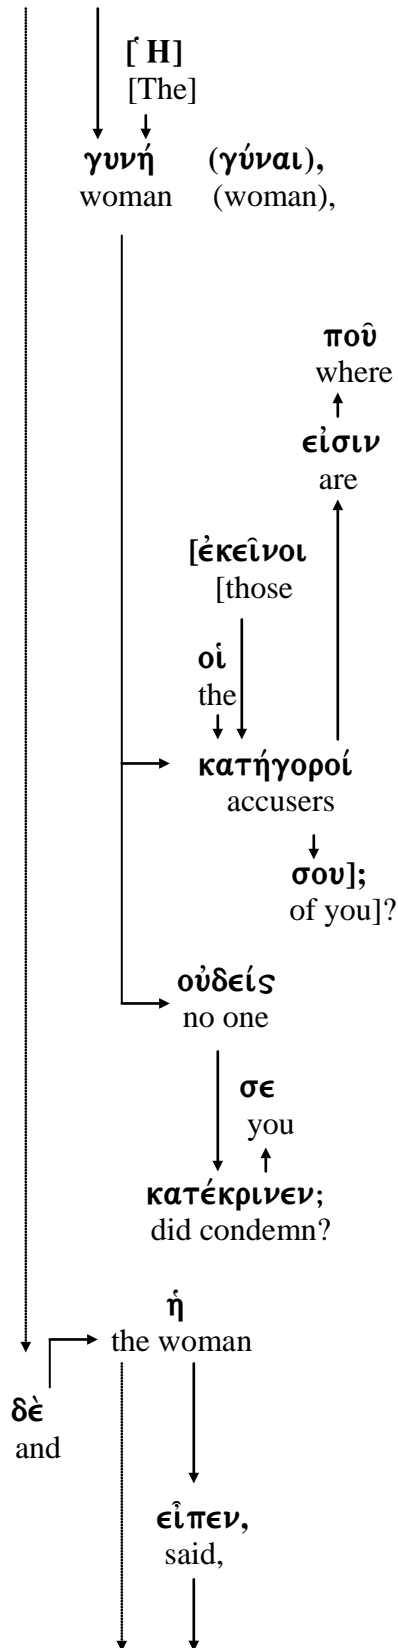 [῾Η]
[The]
γυνή (γύναι),
woman (woman),
ποῦ
where
εἰσιν
are
[ἐκεῖνοι
[those
οἱ
the
κατήγοροί
accusers
σου];
of you]?
οὐδείς
no one
σε
you
κατέκρινεν;
did condemn?
ἡ
the woman
δὲ
and
εἶπεν,
said,